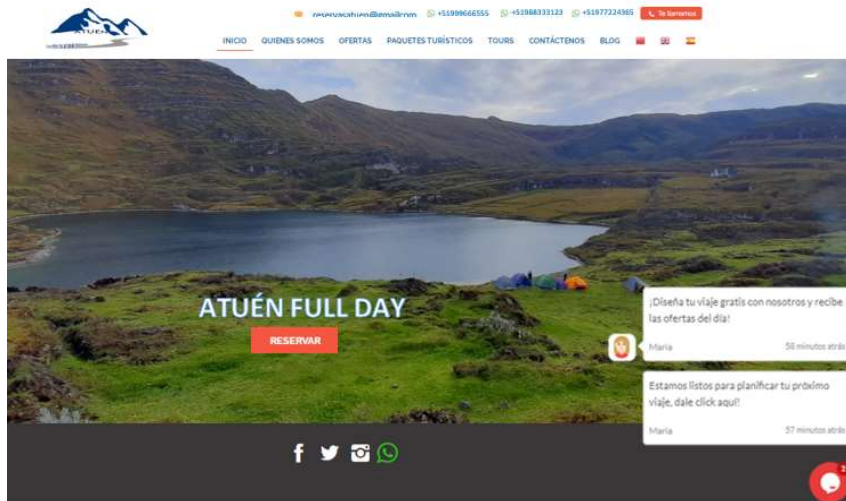 reservasatuen@gmailcom +51999666555 +51988333123 +51977224365 Te llamamos
ATUÉN
INICIO QUIENES SOMOS OFERTAS PAQUETES TURÍSTICOS TOURS CONTÁCTENOS BLOG
ATUÉN FULL DAY
RESERVAR
¡Diseña tu viaje gratis con nosotros y recibe
las ofertas del día!
Maria 58 minutos atrás
Estamos listos para planificar tu próximo
viaje, dale click aquí!
Maria 57 minutos atrás
2